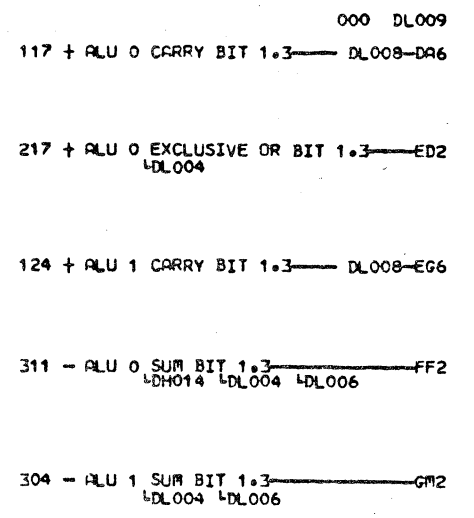 000 DL009
117 + ALU 0 CARRY BIT 1.3 DL008-DA6
217 + ALU 0 EXCLUSIVE OR BIT 1.3 ED2
DL004
124 + ALU 1 CARRY BIT 1.3 DL008-EG6
311 - ALU 0 SUM BIT 1.3 FF2
DH014 DL004 DL006
304 - ALU 1 SUM BIT 1.3 GM2
DL004 DL006